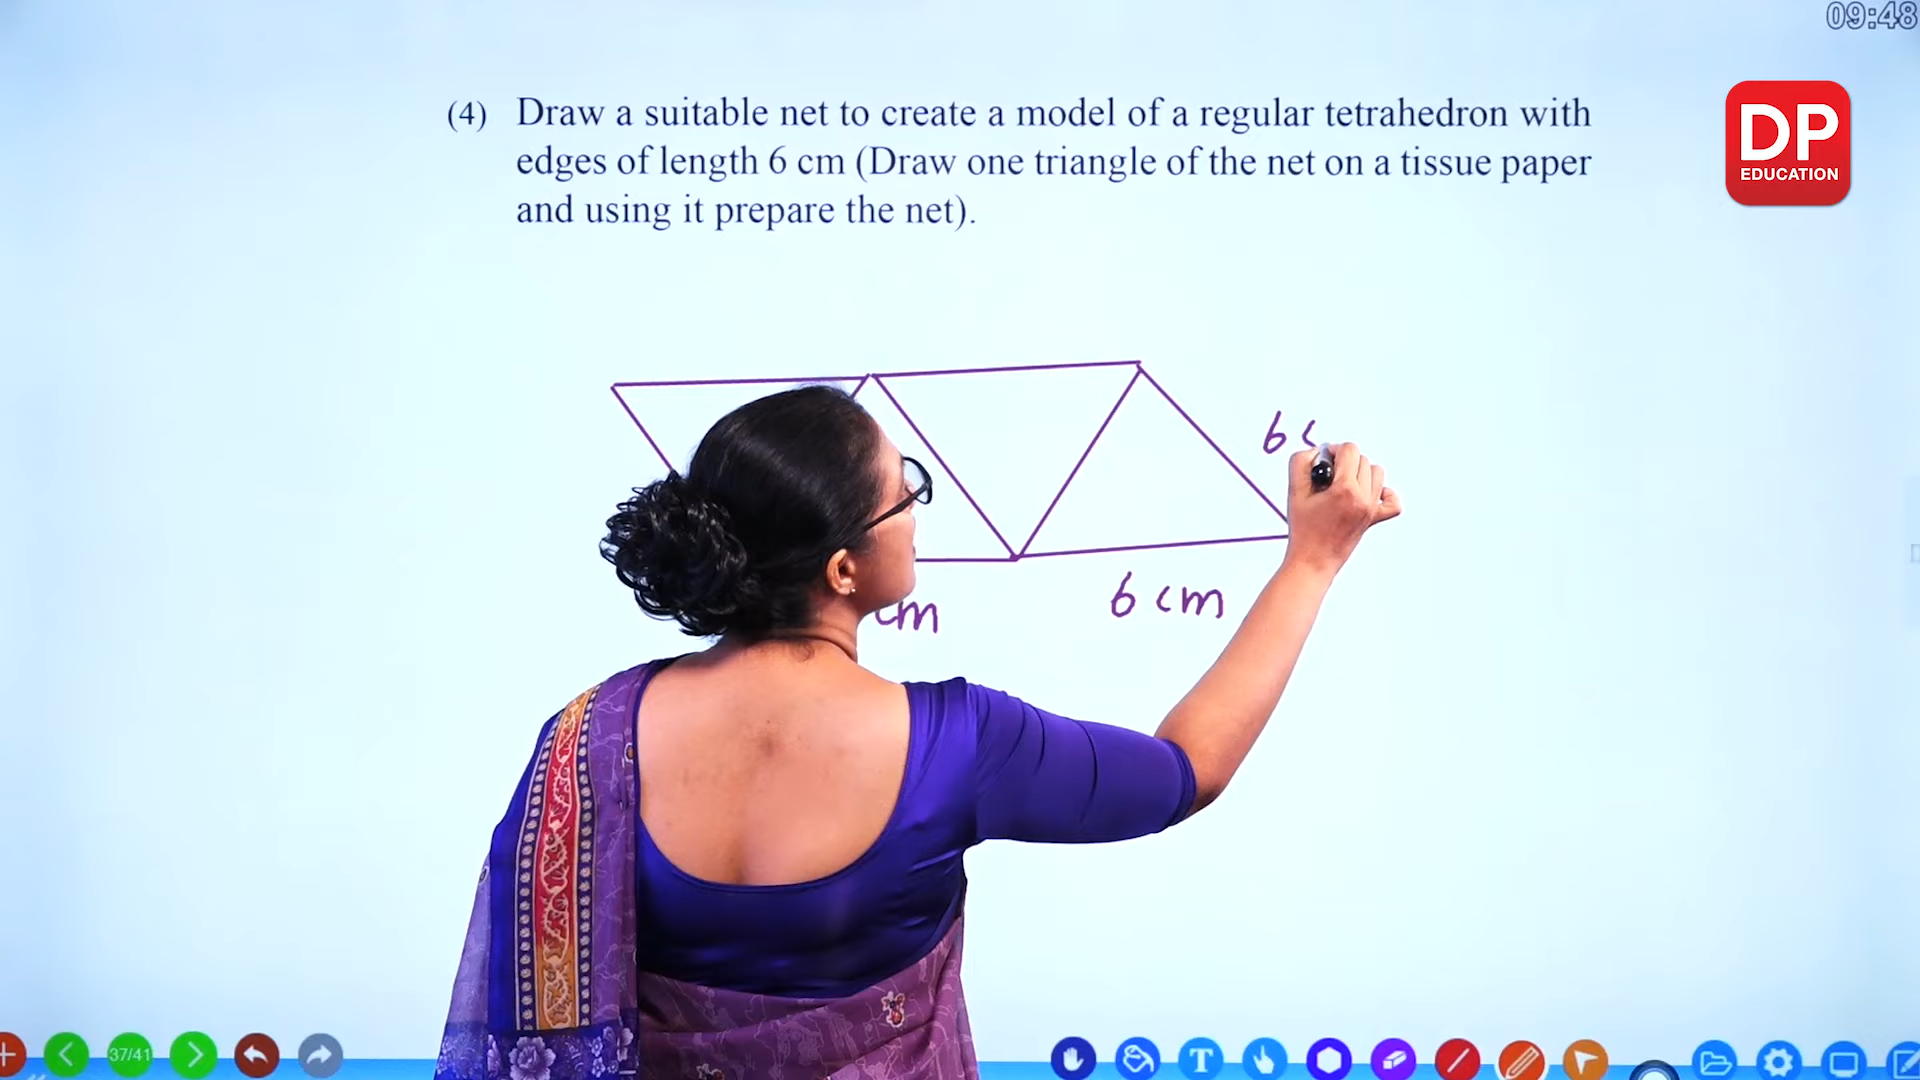 09:48
(4) Draw a suitable net to create a model of a regular tetrahedron with
edges of length 6 cm (Draw one triangle of the net on a tissue paper
and using it prepare the net).
DP
EDUCATION
6 c
cm
6 cm
37/41
T